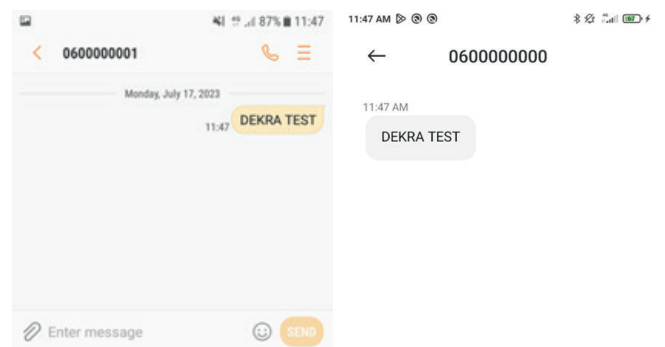 87% 11:47
0600000001
Monday, July 17, 2023
11:47 DEKRA TEST
Enter message SEND
11:47 AM
0600000000
11:47 AM
DEKRA TEST